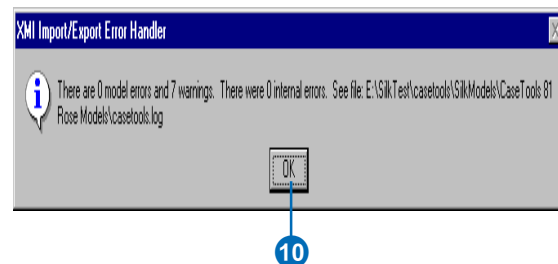 XMI Import/Export Error Handler
There are 0 model errors and 7 warnings. There were 0 internal errors. See file: E:\SilkTest\casetools\SilkModels\CaseTools 81
Rose Models\casetools.log
OK
10